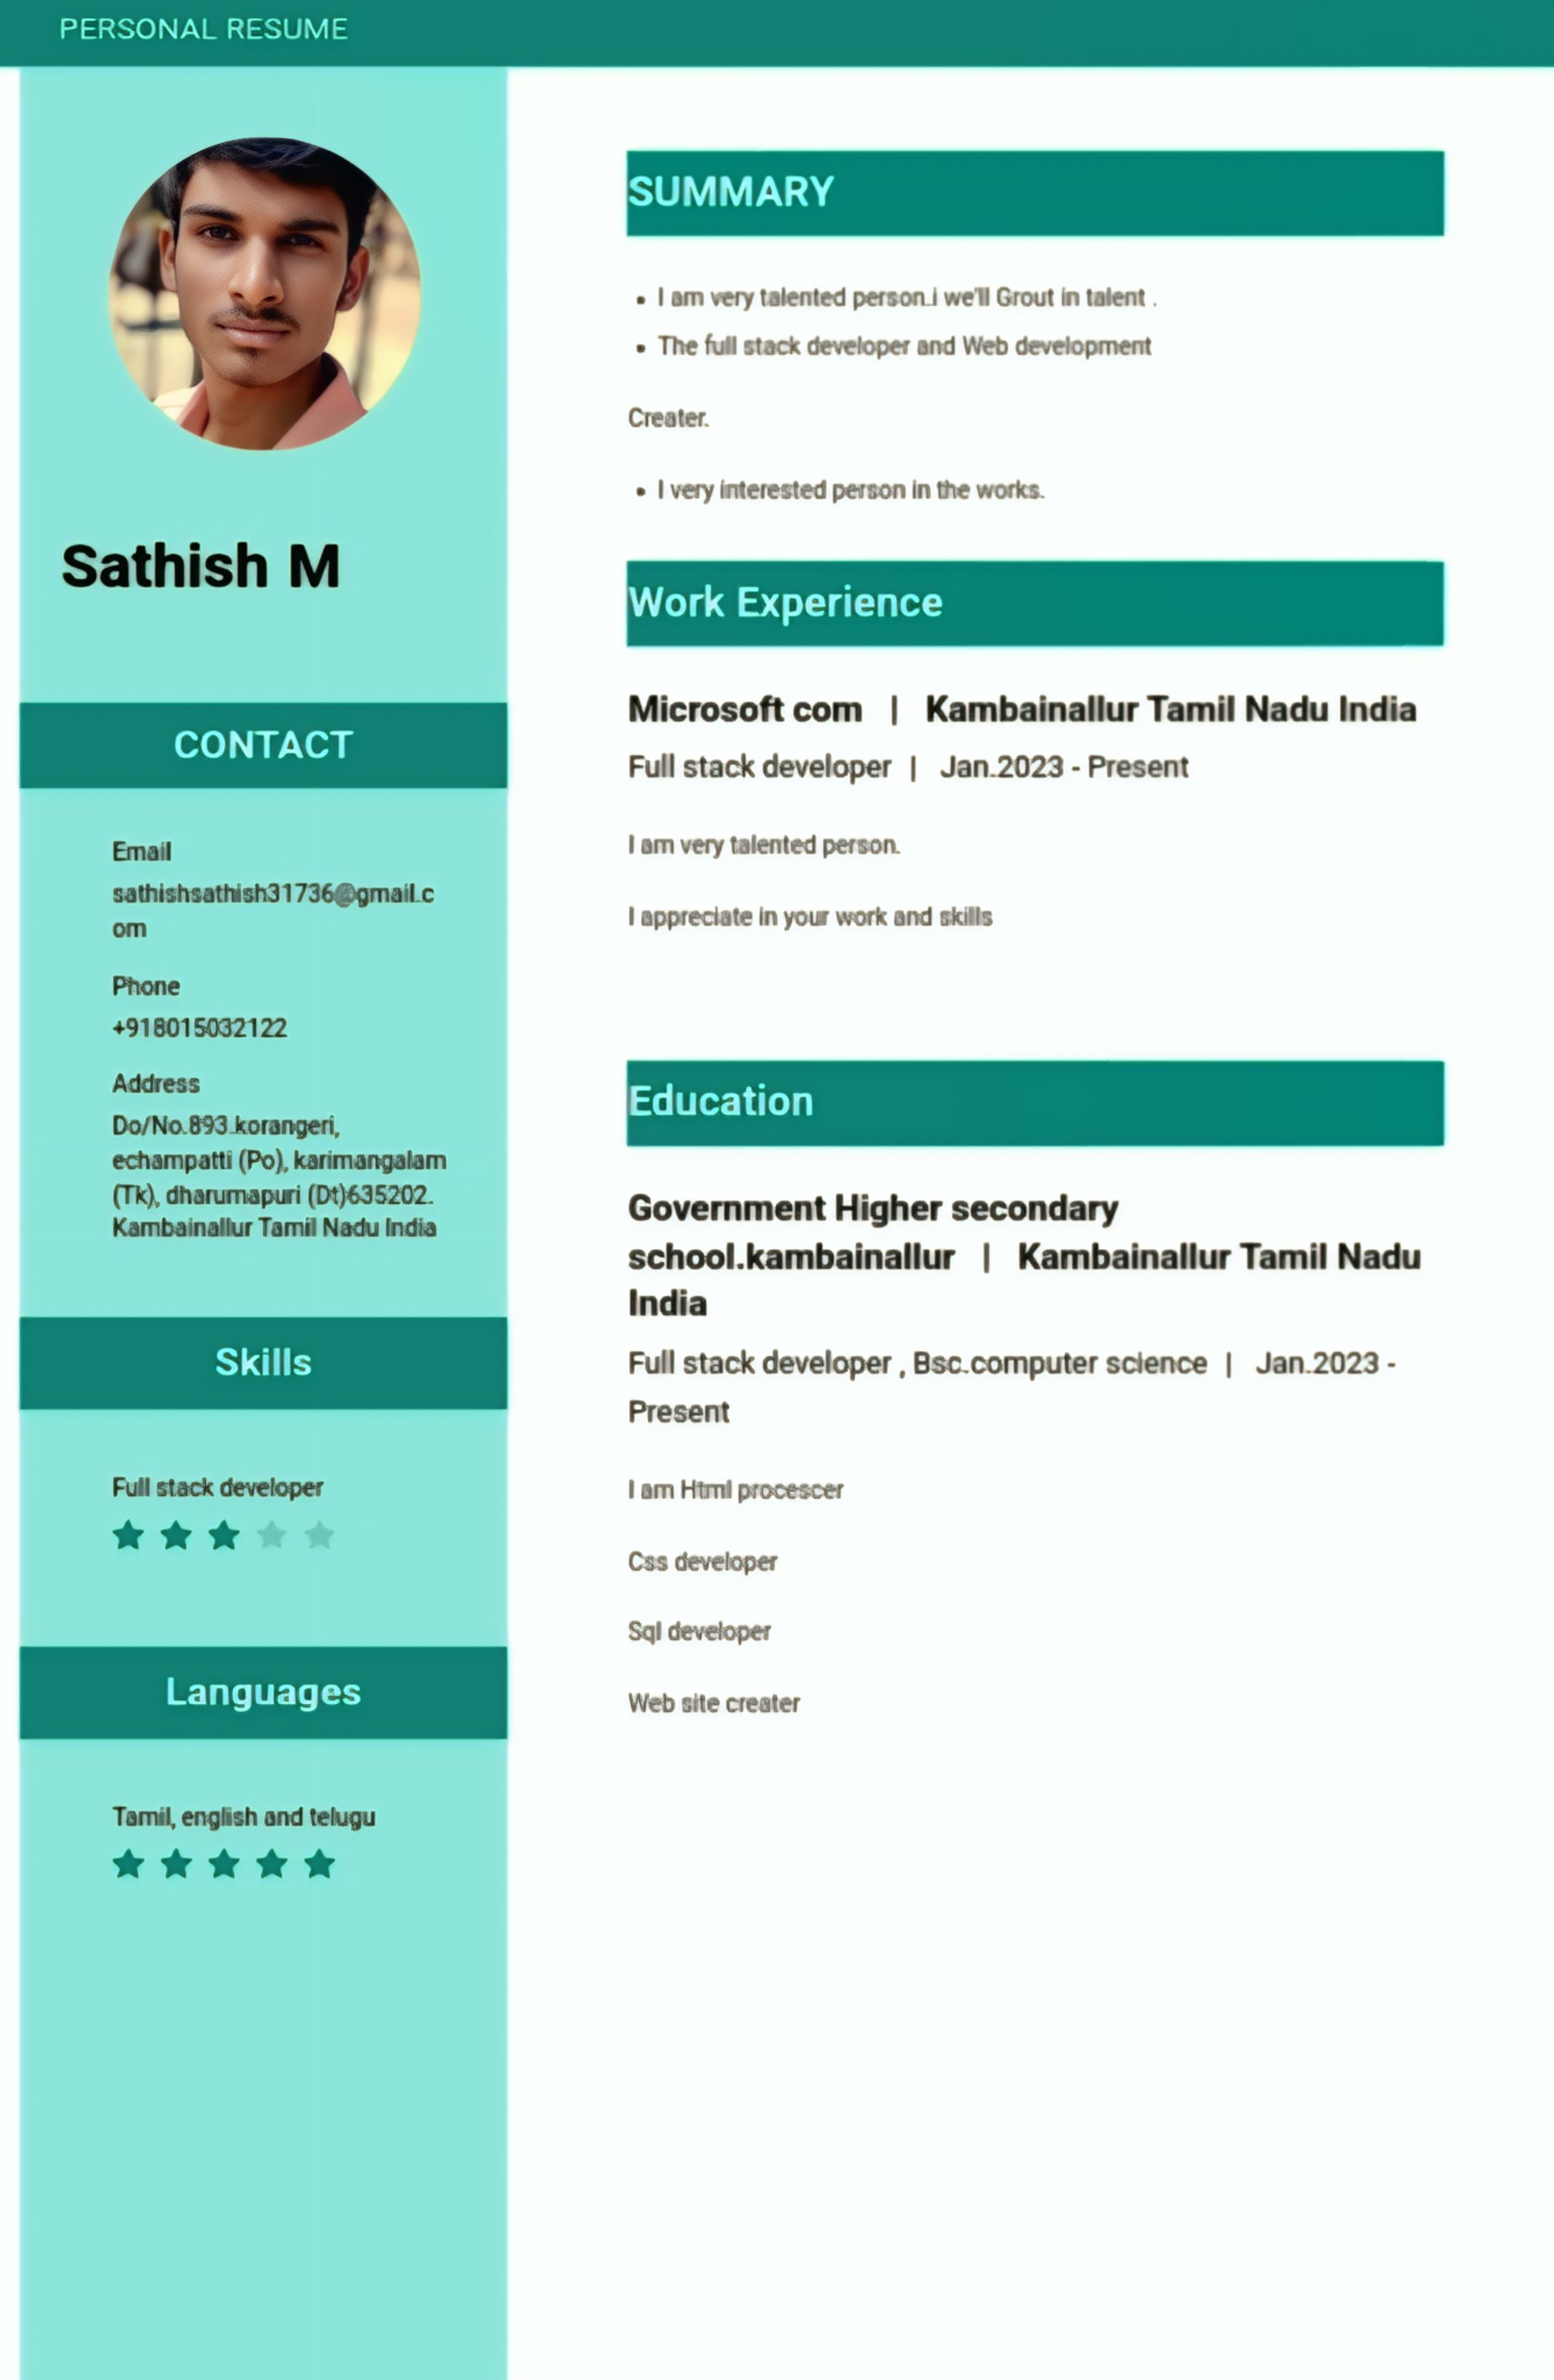 PERSONAL RESUME
Sathish M
CONTACT
Email
sathishsathish31736@gmail.c
om
Phone
+918015032122
Address
Do/No.893.korangeri,
echampatti (Po), karimangalam
(Tk), dharumapuri (Dt)635202.
Kambainallur Tamil Nadu India
Skills
Full stack developer
Languages
Tamil, english and telugu
SUMMARY
• I am very talented person.i we'll Grout in talent .
• The full stack developer and Web development
Creater.
• I very interested person in the works.
Work Experience
Microsoft com | Kambainallur Tamil Nadu India
Full stack developer | Jan.2023 - Present
I am very talented person.
I appreciate in your work and skills
Education
Government Higher secondary
school.kambainallur | Kambainallur Tamil Nadu
India
Full stack developer , Bsc.computer science | Jan.2023 -
Present
I am Html procescer
Css developer
Sql developer
Web site creater